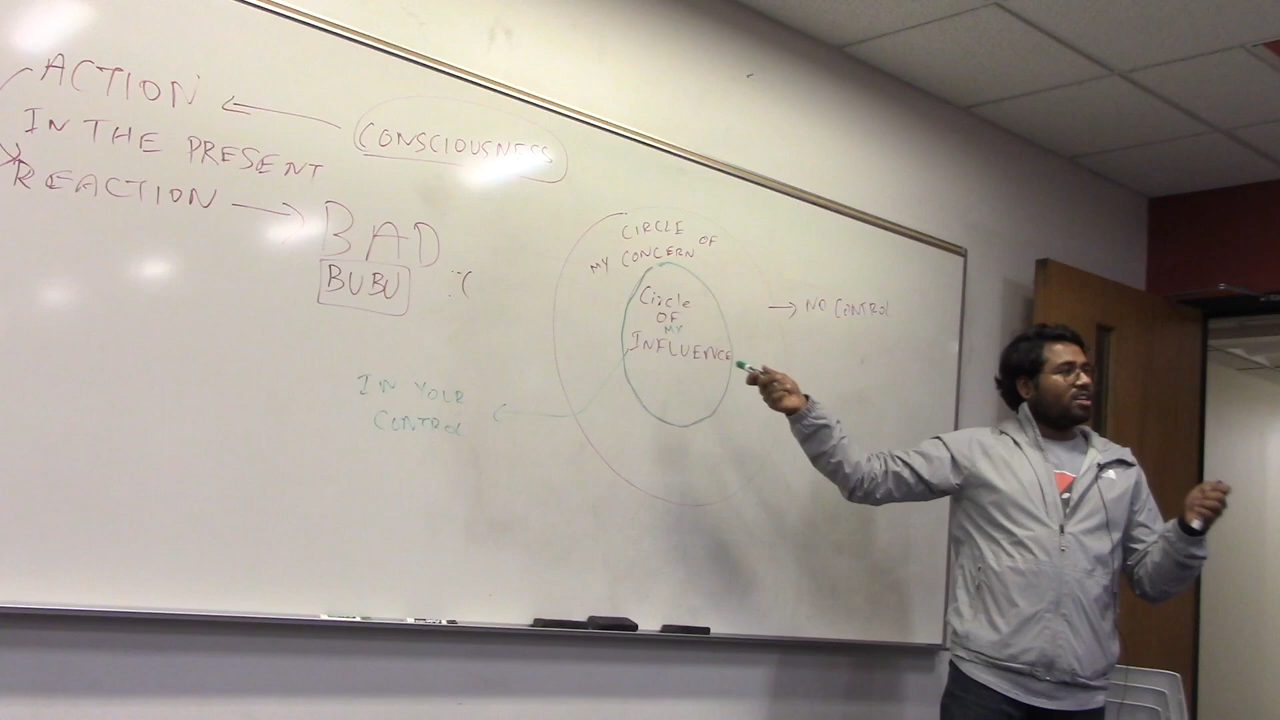 ACTION
CONSCIOUSNESS
IN THE PRESENT
REACTION
BAD
BUBU :(
CIRCLE OF
MY CONCERN
Circle
OF
MY
INFLUENCE
NO CONTROL
IN YOUR
CONTROL